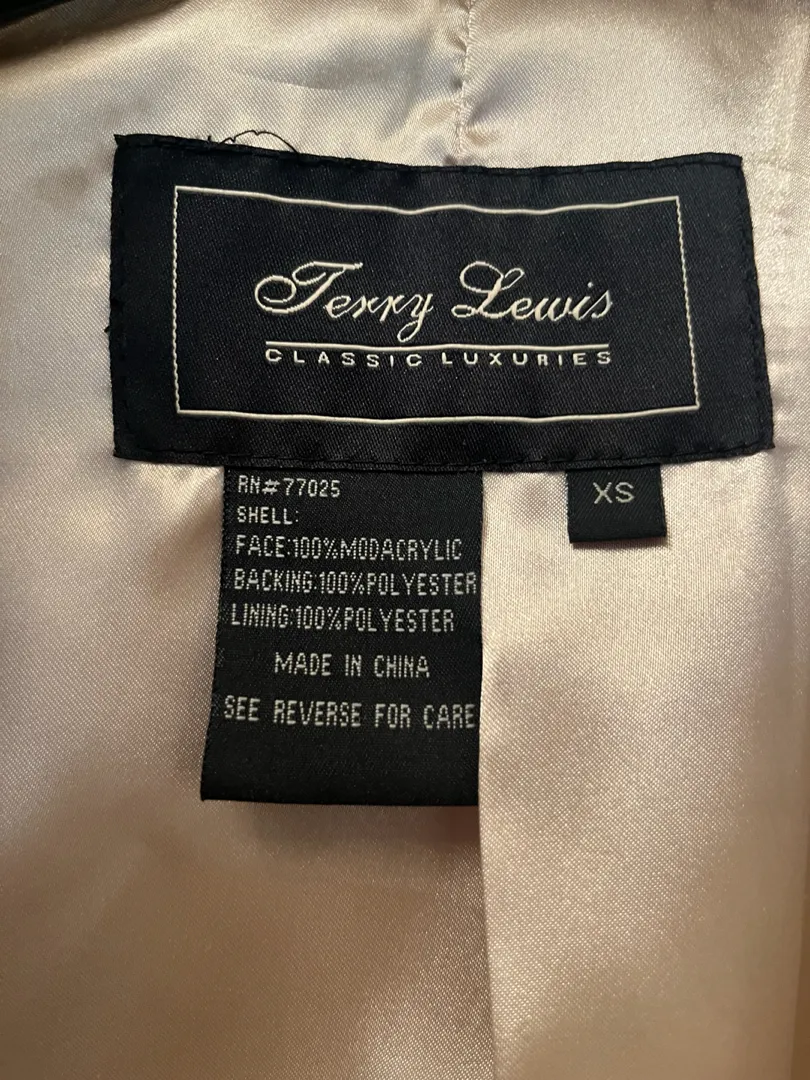 Terry Lewis
CLASSIC LUXURIES
RN#77025
XS
SHELL:
FACE:100%MODACRYLIC
BACKING:100%POLYESTER
LINING:100%POLYESTER
MADE IN CHINA
SEE REVERSE FOR CARE